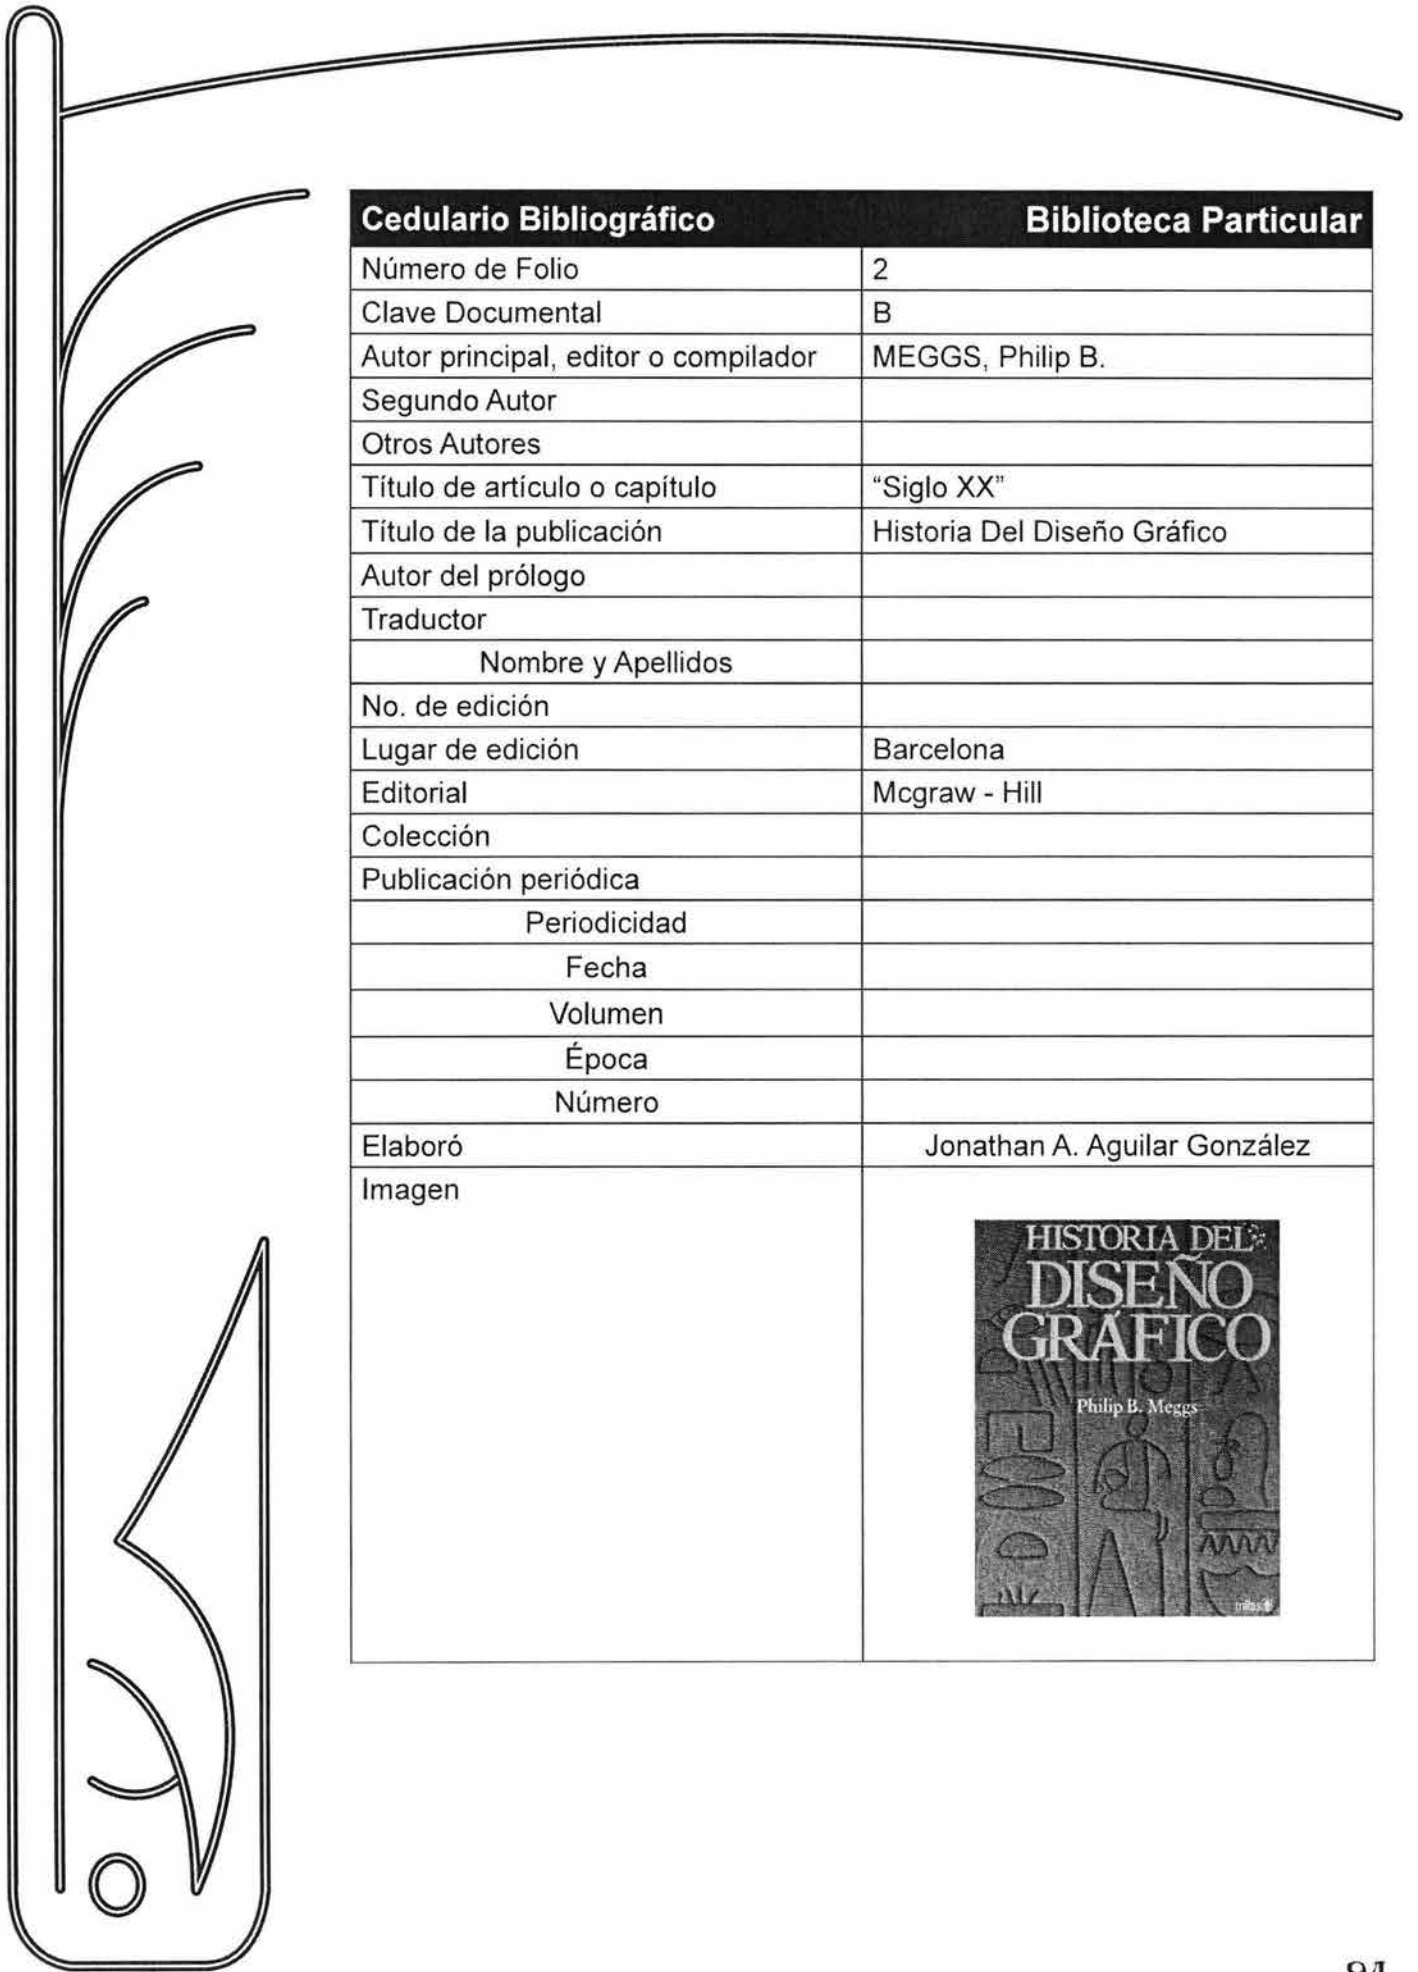 Cedulario Bibliográfico Biblioteca Particular
Número de Folio 2
Clave Documental B
Autor principal, editor o compilador MEGGS, Philip B.
Segundo Autor
Otros Autores
Título de artículo o capítulo “Siglo XX”
Título de la publicación Historia Del Diseño Gráfico
Autor del prólogo
Traductor
Nombre y Apellidos
No. de edición
Lugar de edición Barcelona
Editorial Mcgraw - Hill
Colección
Publicación periódica
Periodicidad
Fecha
Volumen
Época
Número
Elaboró Jonathan A. Aguilar González
Imagen
HISTORIA DEL
DISEÑO
GRÁFICO
Philip B. Meggs